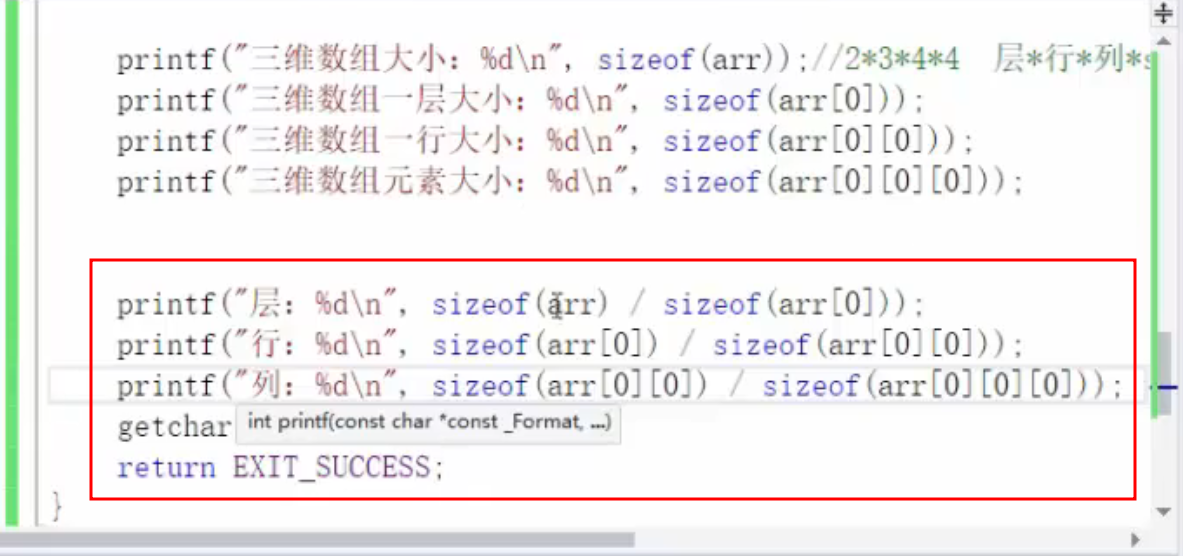 printf("三维数组大小：%d\n", sizeof(arr));//2*3*4*4  层*行*列*s
printf("三维数组一层大小：%d\n", sizeof(arr[0]));
printf("三维数组一行大小：%d\n", sizeof(arr[0][0]));
printf("三维数组元素大小：%d\n", sizeof(arr[0][0][0]));
printf("层：%d\n", sizeof(arr) / sizeof(arr[0]));
printf("行：%d\n", sizeof(arr[0]) / sizeof(arr[0][0]));
printf("列：%d\n", sizeof(arr[0][0]) / sizeof(arr[0][0][0]));
getchar
int printf(const char *const _Format, ...)
return EXIT_SUCCESS;
}